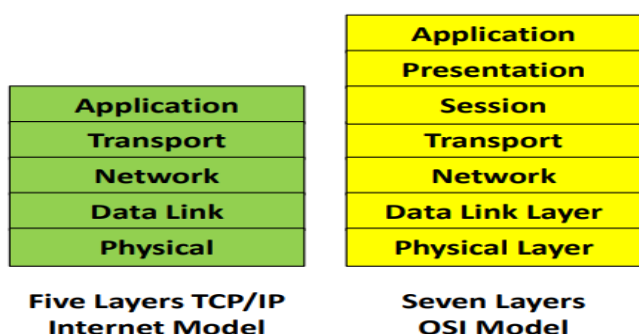 Application
Transport
Network
Data Link
Physical
Five Layers TCP/IP
Internet Model
Application
Presentation
Session
Transport
Network
Data Link Layer
Physical Layer
Seven Layers
OSI Model